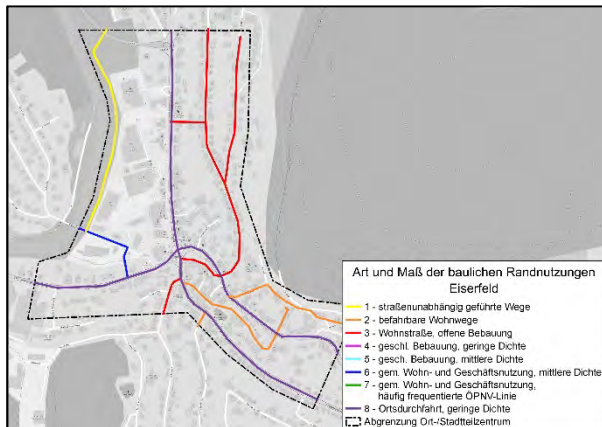 Art und Maß der baulichen Randnutzungen
Eiserfeld
1 - straßenunabhängig geführte Wege
2 - befahrbare Wohnwege
3 - Wohnstraße, offene Bebauung
4 - geschl. Bebauung, geringe Dichte
5 - gesch. Bebauung, mittlere Dichte
6 - gem. Wohn- und Geschäftsnutzung, mittlere Dichte
7 - gem. Wohn- und Geschäftsnutzung,
häufig frequentierte ÖPNV-Linie
8 - Ortsdurchfahrt, geringe Dichte
Abgrenzung Ort-/Stadtteilzentrum